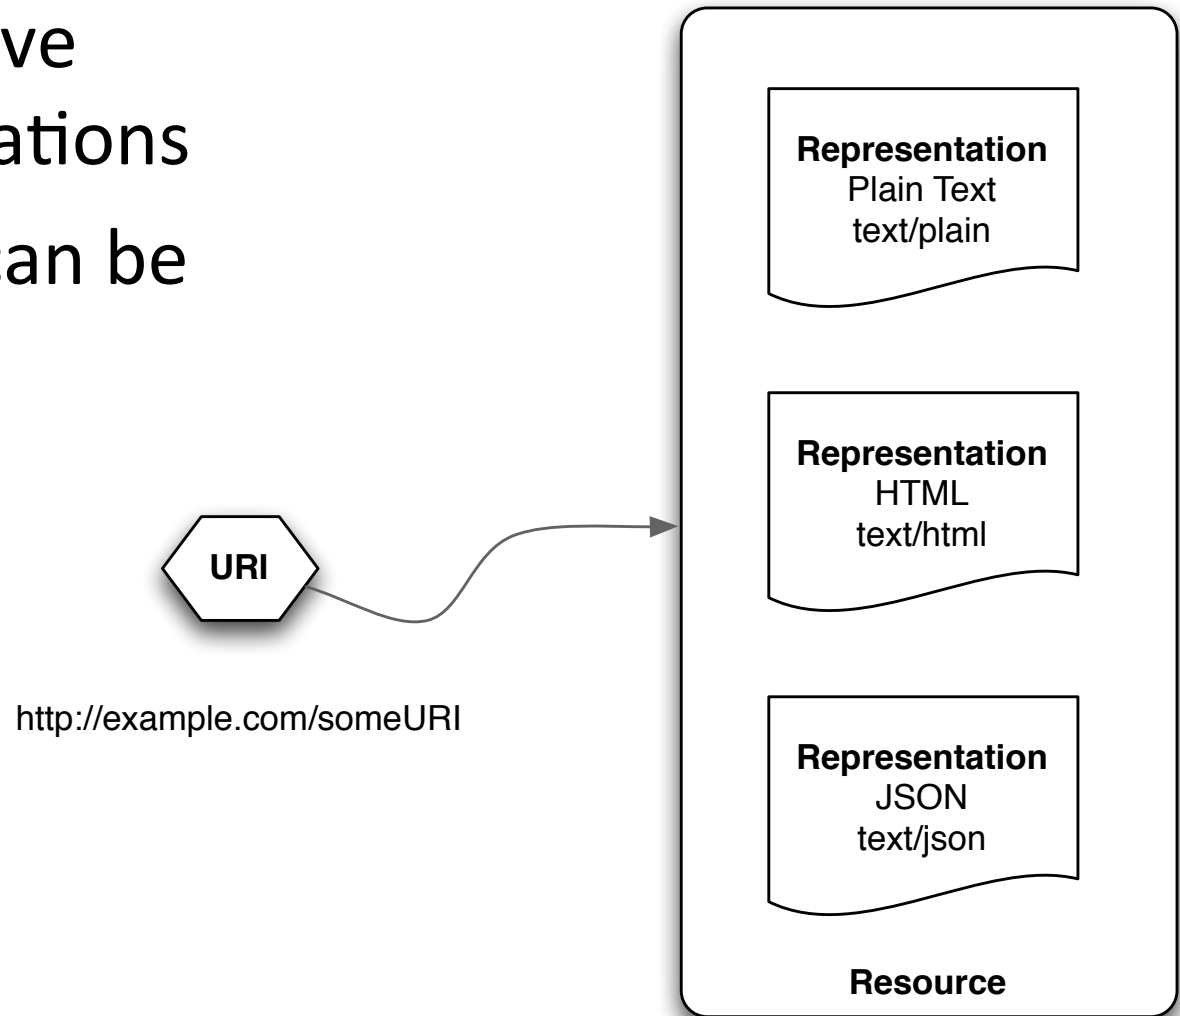 ve
ations
can be
Representation
Plain Text
text/plain
Representation
HTML
text/html
URI
http://example.com/someURI
Representation
JSON
text/json
Resource